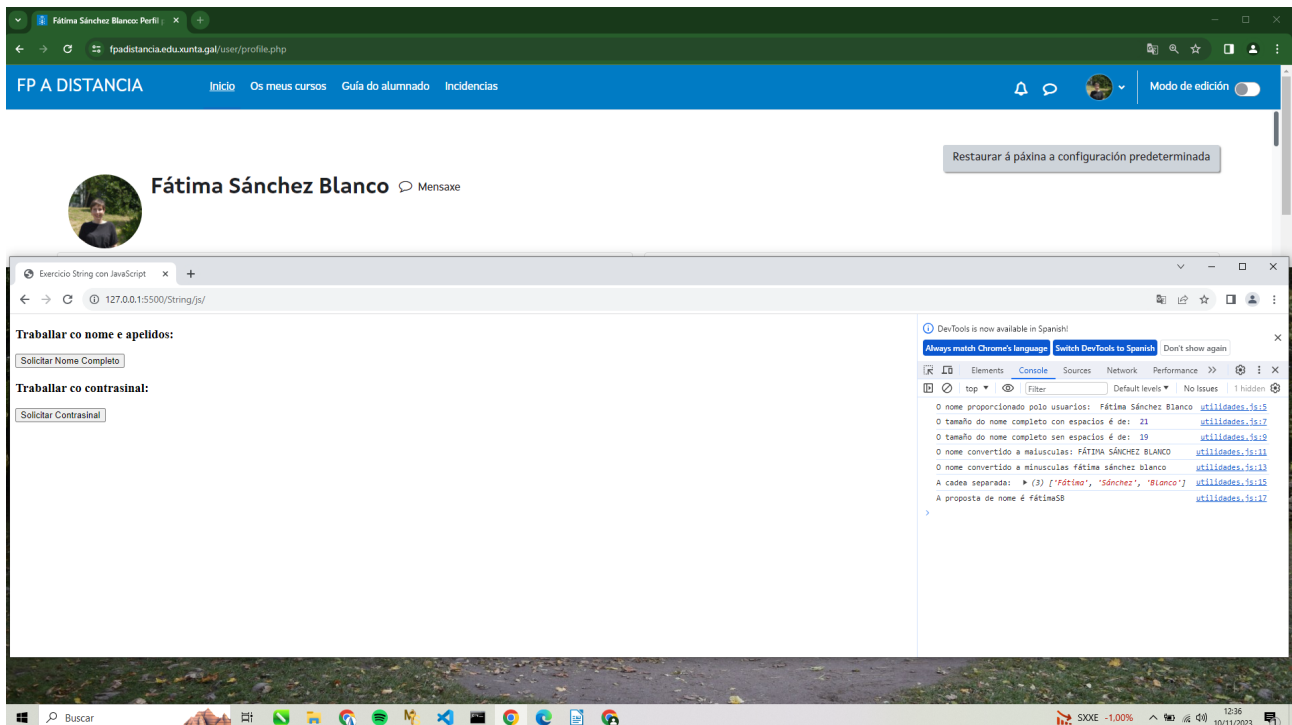 Fátima Sánchez Blanco: Perfil p
fpadistancia.edu.xunta.gal/user/profile.php
FP A DISTANCIA Inicio Os meus cursos Guía do alumnado Incidencias Modo de edición
Restaurar á páxina a configuración predeterminada
Fátima Sánchez Blanco Mensaxe
Exercicio String con JavaScript
127.0.0.1:5500/String/js/
Traballar co nome e apelidos:
Solicitar Nome Completo
Traballar co contrasinal:
Solicitar Contrasinal
DevTools is now available in Spanish!
Always match Chrome's language Switch DevTools to Spanish Don't show again
Elements Console Sources Network Performance
top Filter Default levels No Issues 1 hidden
O nome proporcionado polo usuarios: Fátima Sánchez Blanco utilidades.js:5
O tamaño do nome completo con espacios é de: 21 utilidades.js:7
O tamaño do nome completo sen espacios é de: 19 utilidades.js:9
O nome convertido a maiusculas: FÁTIMA SÁNCHEZ BLANCO utilidades.js:11
O nome convertido a minusculas fátima sánchez blanco utilidades.js:13
A cadea separada: (3) ['Fátima', 'Sánchez', 'Blanco'] utilidades.js:15
A proposta de nome é fátimaSB utilidades.js:17
Buscar
SXXE -1,00%
12:36
10/11/2023